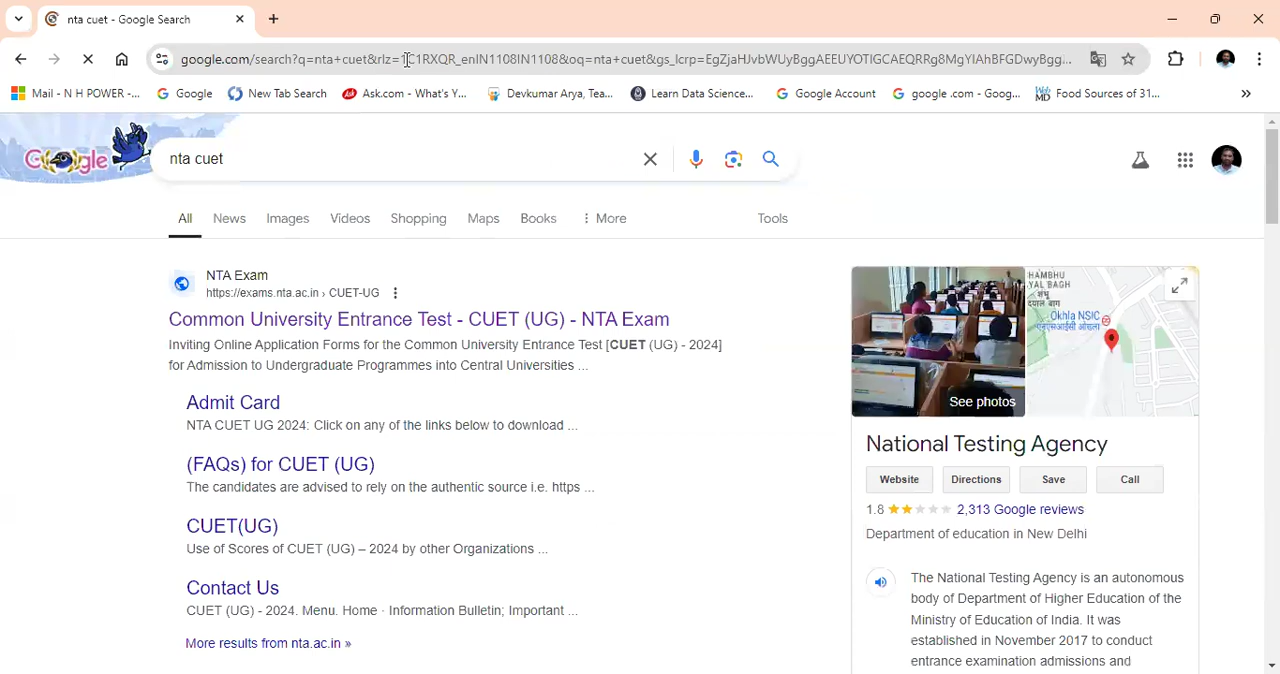 nta cuet - Google Search
google.com/search?q=nta+cuet&rlz=1C1RXQR_enIN1108IN1108&oq=nta+cuet&gs_lcrp=EgZjaHJvbWUyBggAEEUYOTIGCAEQRRg8MgYIAhBFGDwyBgg...
Mail - N H POWER -...
Google
New Tab Search
Ask.com - What's Y...
Devkumar Arya, Tea...
Learn Data Science...
Google Account
google .com - Goog...
Web MD
Food Sources of 31...
»
Google
nta cuet
All
News
Images
Videos
Shopping
Maps
Books
More
Tools
NTA Exam
https://exams.nta.ac.in › CUET-UG
Common University Entrance Test - CUET (UG) - NTA Exam
Inviting Online Application Forms for the Common University Entrance Test [CUET (UG) - 2024]
for Admission to Undergraduate Programmes into Central Universities ...
Admit Card
NTA CUET UG 2024: Click on any of the links below to download ...
(FAQs) for CUET (UG)
The candidates are advised to rely on the authentic source i.e. https ...
CUET(UG)
Use of Scores of CUET (UG) – 2024 by other Organizations ...
Contact Us
CUET (UG) - 2024. Menu. Home · Information Bulletin; Important ...
More results from nta.ac.in »
See photos
HAMBHU
YAL BAGH
शंभू
Okhla NSIC
National Testing Agency
Website
Directions
Save
Call
1.8
2,313 Google reviews
Department of education in New Delhi
The National Testing Agency is an autonomous
body of Department of Higher Education of the
Ministry of Education of India. It was
established in November 2017 to conduct
entrance examination admissions and